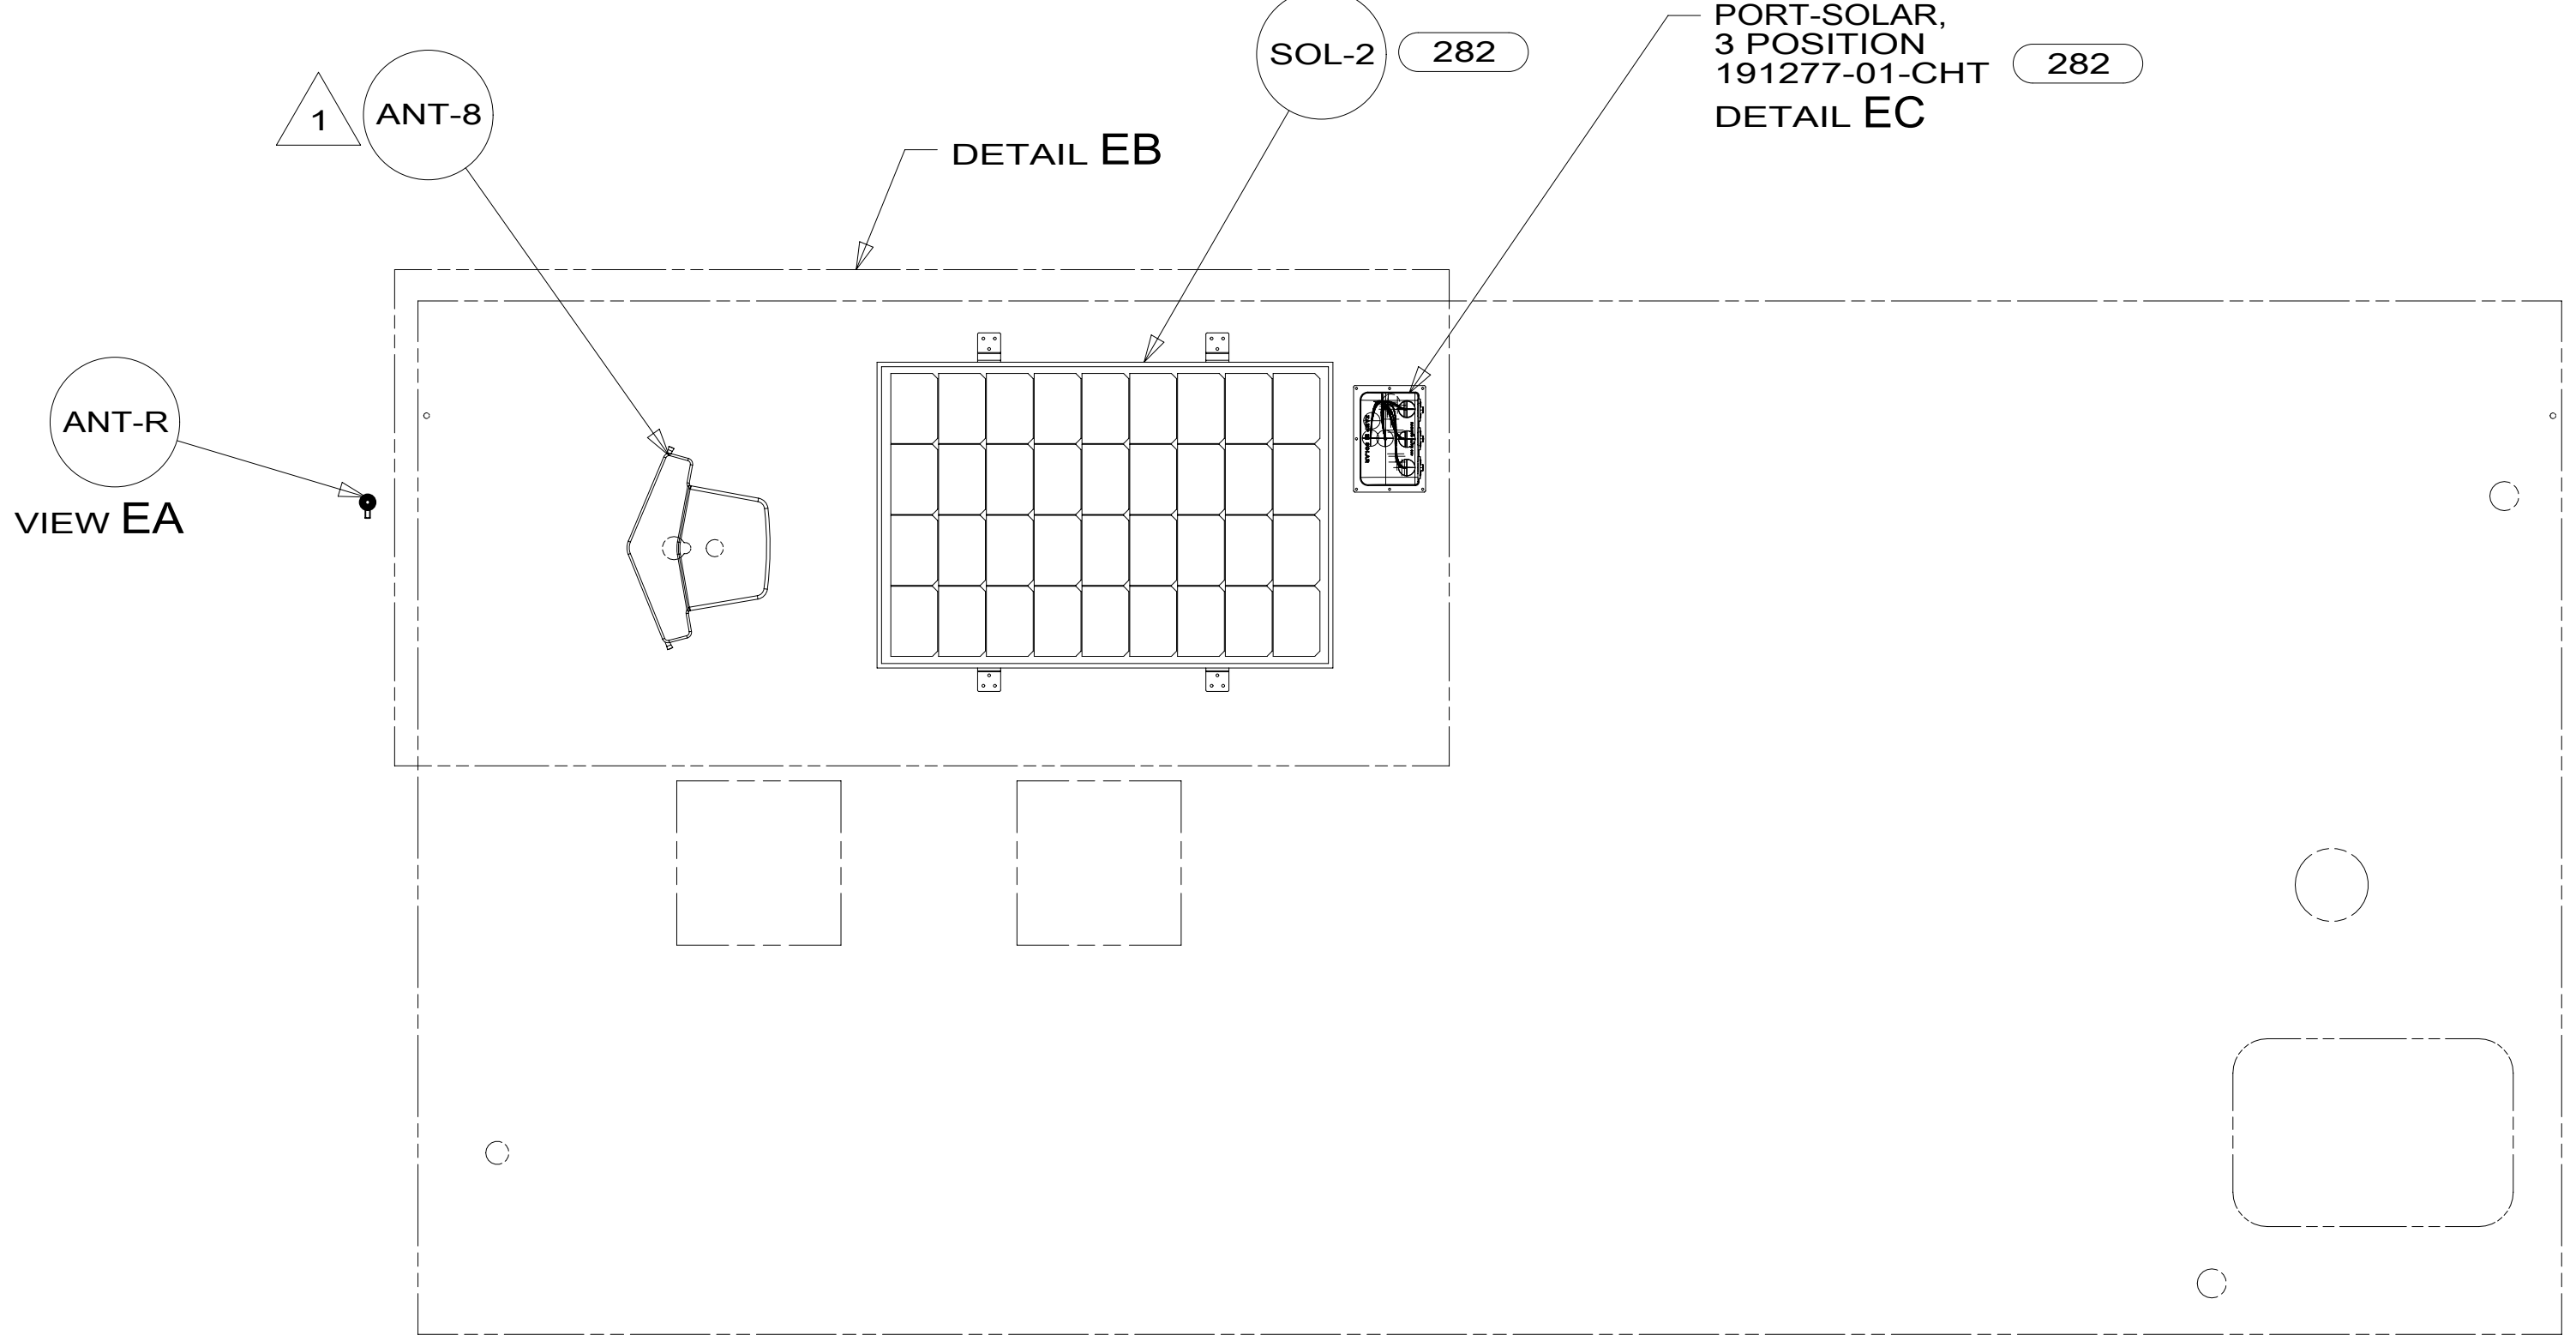 PORT-SOLAR,
3 POSITION
191277-01-CHT
282
DETAIL EC
SOL-2
282
1
ANT-8
DETAIL EB
ANT-R
VIEW EA